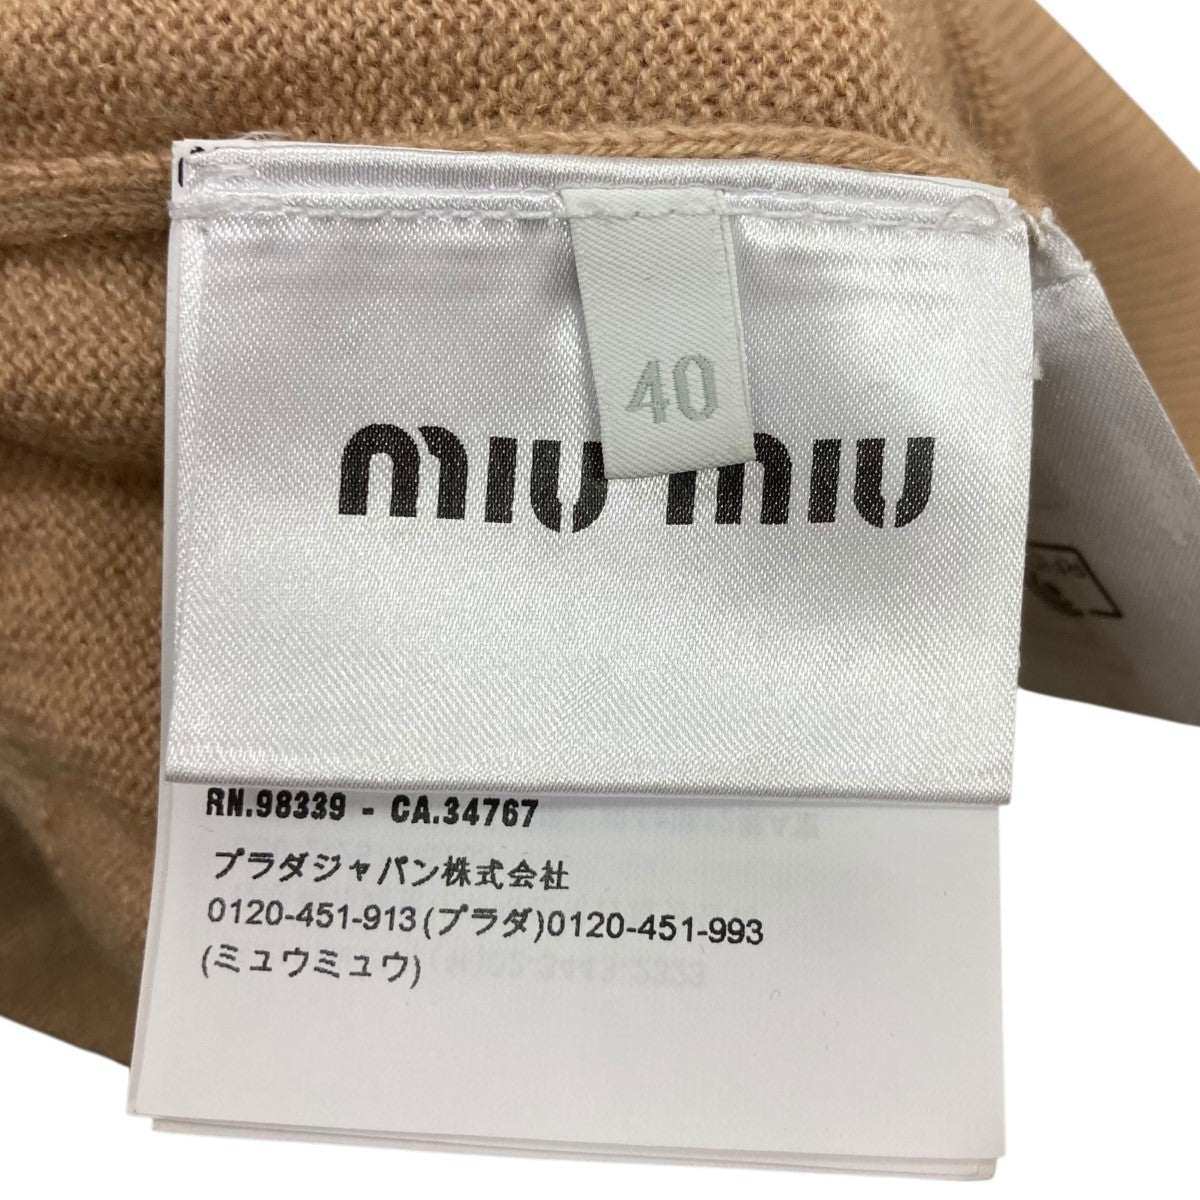 40
miu miu
RN.98339 - CA.34767
プラダジャパン株式会社
0120-451-913(プラダ)0120-451-993
(ミュウミュウ)